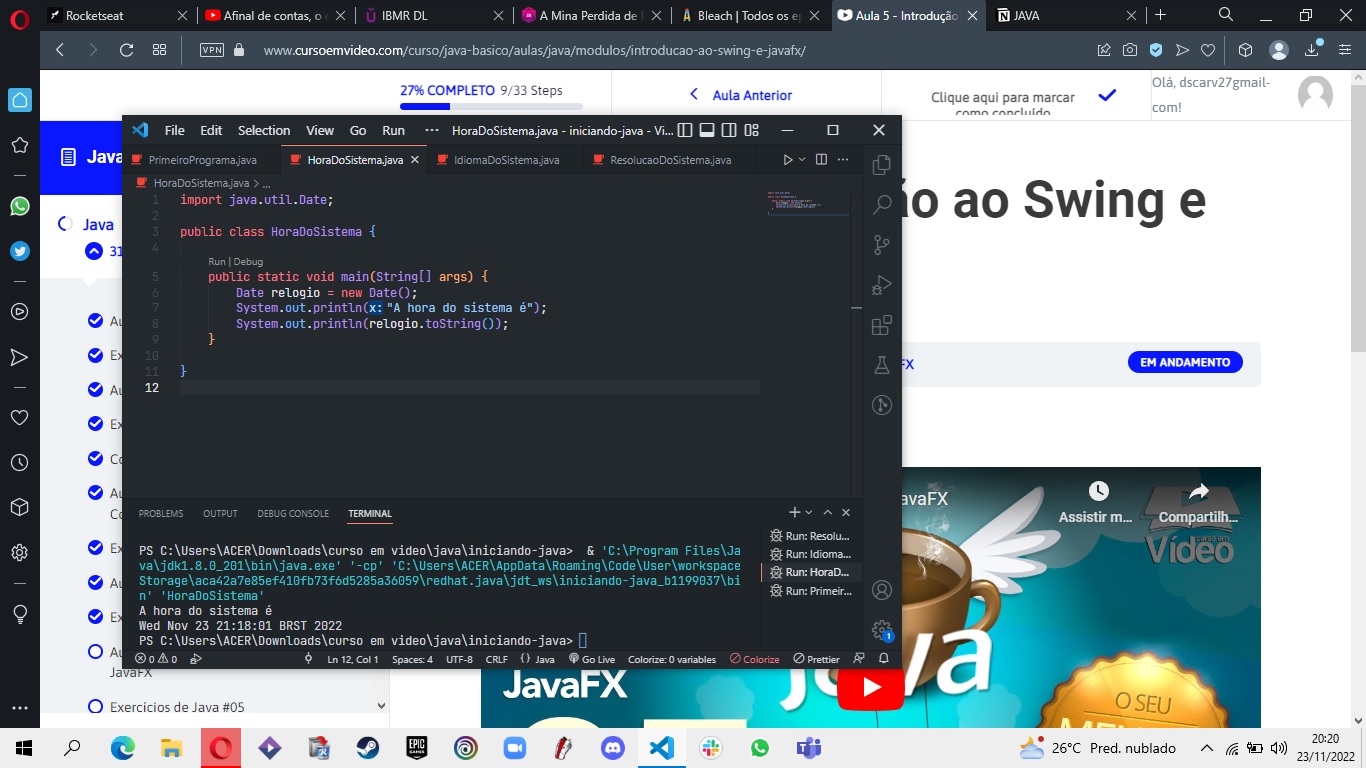 Rocketseat
Afinal de contas, o
IBMR DL
A Mina Perdida de
Bleach | Todos os ep
Aula 5 - Introdução
JAVA
VPN
www.cursoemvideo.com/curso/java-basico/aulas/java/modulos/introducao-ao-swing-e-javafx/
27% COMPLETO 9/33 Steps
Aula Anterior
Clique aqui para marcar
como concluído
Olá, dscarv27gmail-
com!
Java
ão ao Swing e
Java
31
Au
Ex
Au
Ex
Co
Au
Co
Ex
Au
Ex
Au
JavaFX
Exercícios de Java #05
FX
EM ANDAMENTO
File Edit Selection View Go Run ··· HoraDoSistema.java - iniciando-java - Vi...
PrimeiroPrograma.java
HoraDoSistema.java
IdiomaDoSistema.java
ResolucaoDoSistema.java
HoraDoSistema.java > ...
1 import java.util.Date;
2
3 public class HoraDoSistema {
4
Run | Debug
5 public static void main(String[] args) {
6 Date relogio = new Date();
7 System.out.println(x: "A hora do sistema é");
8 System.out.println(relogio.toString());
9 }
10
11 }
12
PROBLEMS OUTPUT DEBUG CONSOLE TERMINAL
PS C:\Users\ACER\Downloads\curso em video\java\iniciando-java> & 'C:\Program Files\Ja
va\jdk1.8.0_201\bin\java.exe' '-cp' 'C:\Users\ACER\AppData\Roaming\Code\User\workspace
Storage\aca42a7e85ef410fb73f6d5285a36059\redhat.java\jdt_ws\iniciando-java_b1199037\bi
n' 'HoraDoSistema'
A hora do sistema é
Wed Nov 23 21:18:01 BRST 2022
PS C:\Users\ACER\Downloads\curso em video\java\iniciando-java>
Run: Resolu...
Run: Idioma...
Run: HoraD...
Run: Primeir...
1
0 0 Ln 12, Col 1 Spaces: 4 UTF-8 CRLF {} Java Go Live Colorize: 0 variables Colorize Prettier
avaFX
Assistir m...
Compartilh...
curso em
Vídeo
JavaFX
java
O SEU
20:20
26°C Pred. nublado
23/11/2022